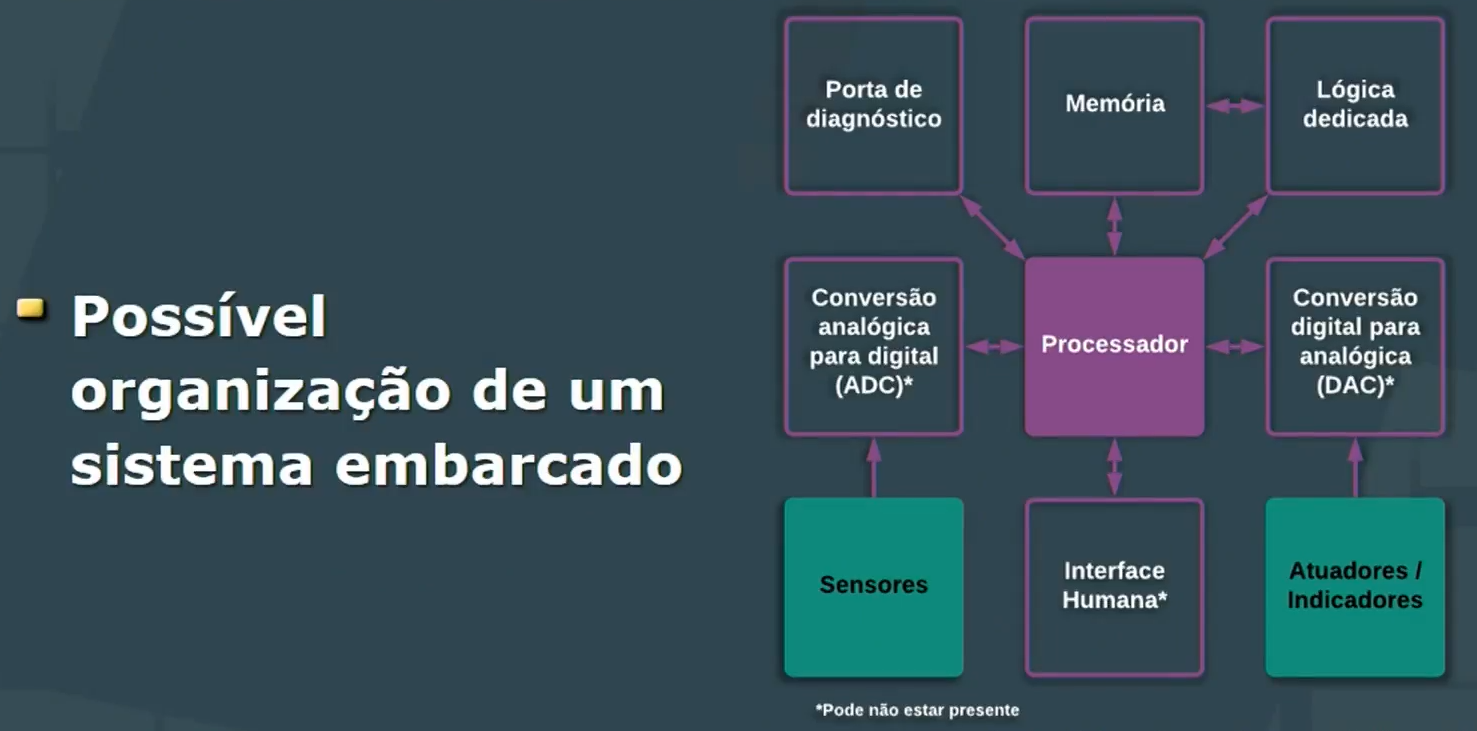 Possível
organização de um
sistema embarcado
Porta de
diagnóstico
Memória
Lógica
dedicada
Conversão
analógica
para digital
(ADC)*
Processador
Conversão
digital para
analógica
(DAC)*
Sensores
Interface
Humana*
Atuadores /
Indicadores
*Pode não estar presente